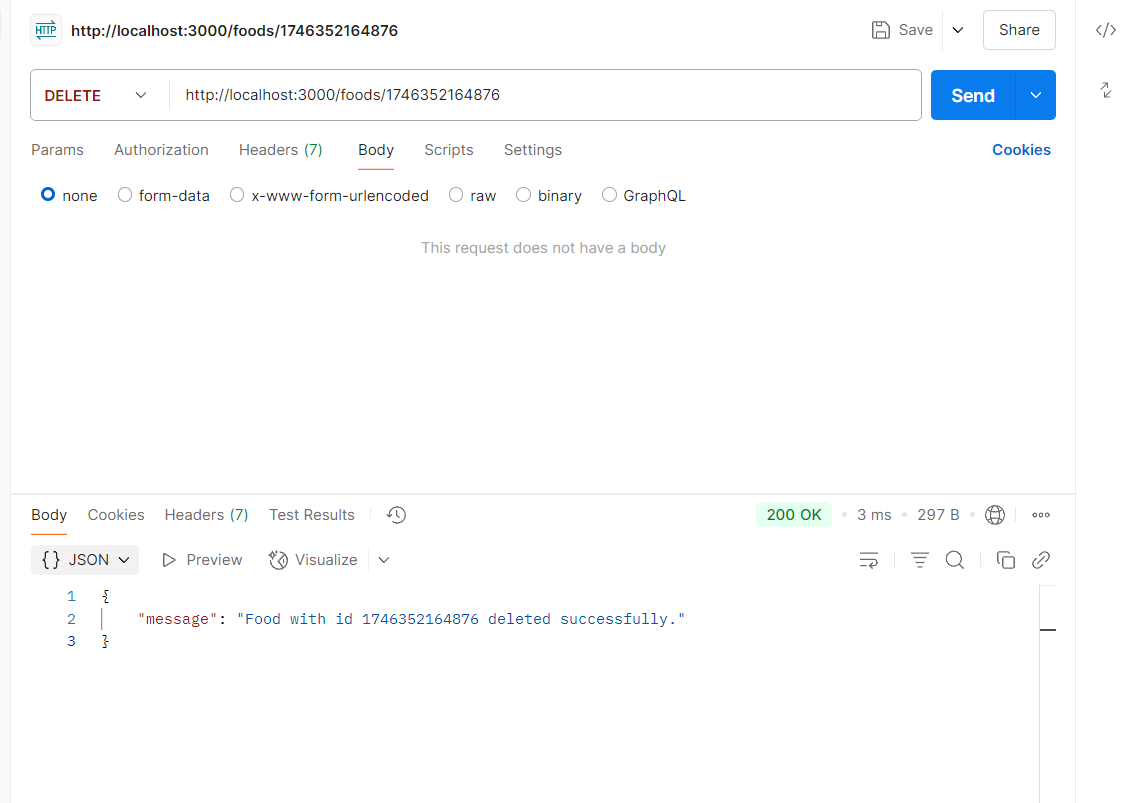 HTTP http://localhost:3000/foods/1746352164876 Save Share
DELETE http://localhost:3000/foods/1746352164876 Send
Params Authorization Headers (7) Body Scripts Settings Cookies
none form-data x-www-form-urlencoded raw binary GraphQL
This request does not have a body
Body Cookies Headers (7) Test Results 200 OK 3 ms 297 B
{} JSON Preview Visualize
1 {
2 "message": "Food with id 1746352164876 deleted successfully."
3 }